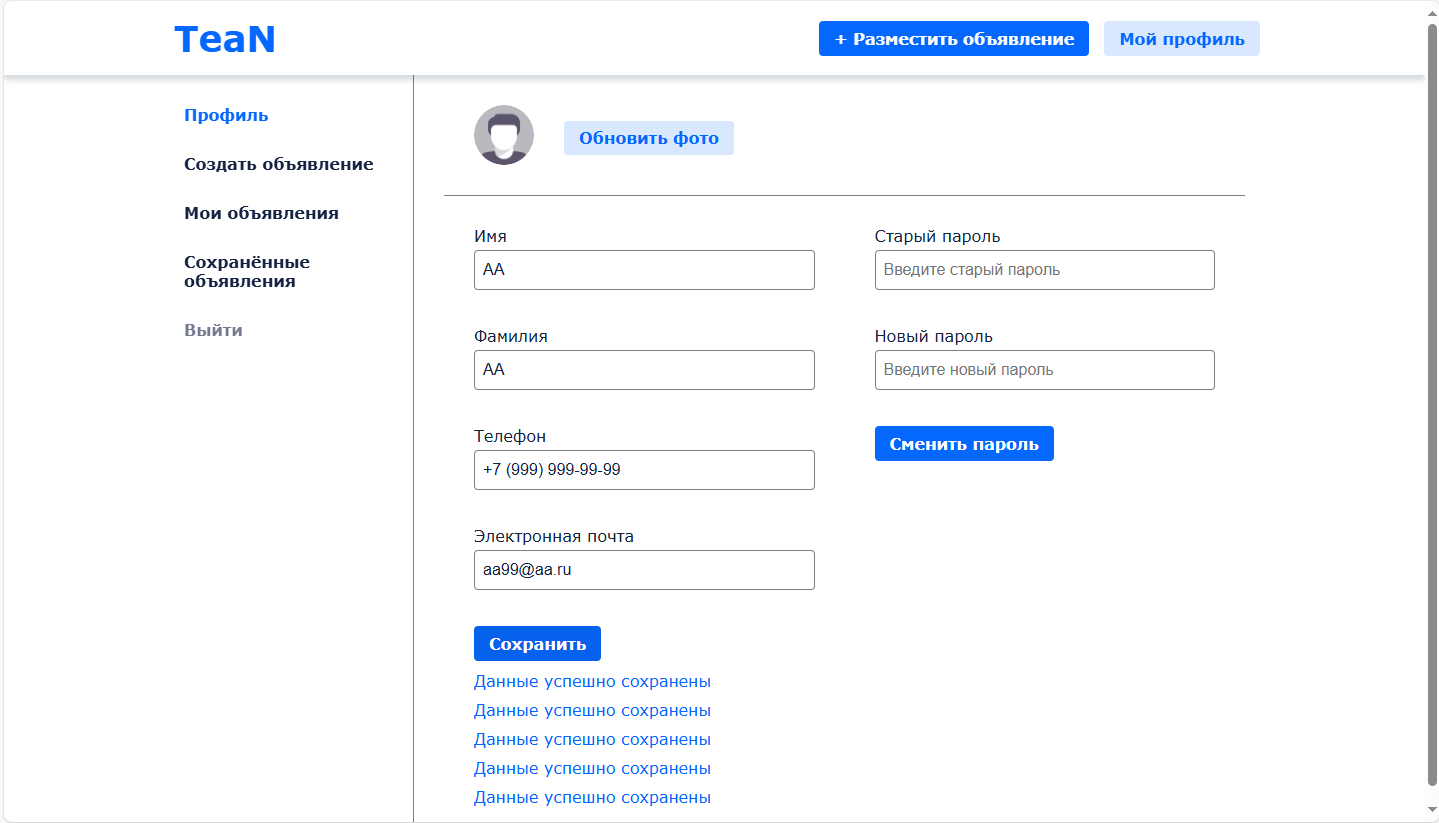 TeaN
+ Разместить объявление
Мой профиль
Профиль
Создать объявление
Мои объявления
Сохранённые
объявления
Выйти
Обновить фото
Имя
АА
Фамилия
АА
Телефон
+7 (999) 999-99-99
Электронная почта
aa99@aa.ru
Сохранить
Данные успешно сохранены
Данные успешно сохранены
Данные успешно сохранены
Данные успешно сохранены
Данные успешно сохранены
Старый пароль
Введите старый пароль
Новый пароль
Введите новый пароль
Сменить пароль